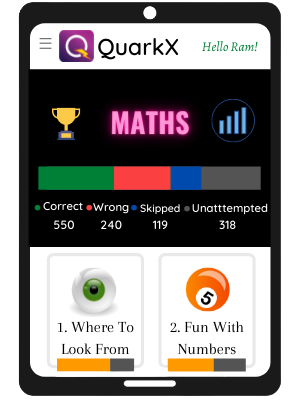 QuarkX
Hello Ram!
MATHS
Correct Wrong Skipped Unatttempted
550 240 119 318
1. Where To
Look From
2. Fun With
Numbers
5